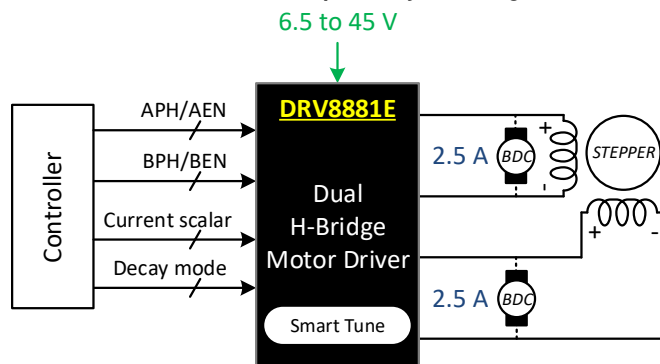 6.5 to 45 V
DRV8881E
Controller
APH/AEN
BPH/BEN
Current scalar
Decay mode
Dual
H-Bridge
Motor Driver
Smart Tune
2.5 A
BDC
+
-
STEPPER
+
-
2.5 A
BDC